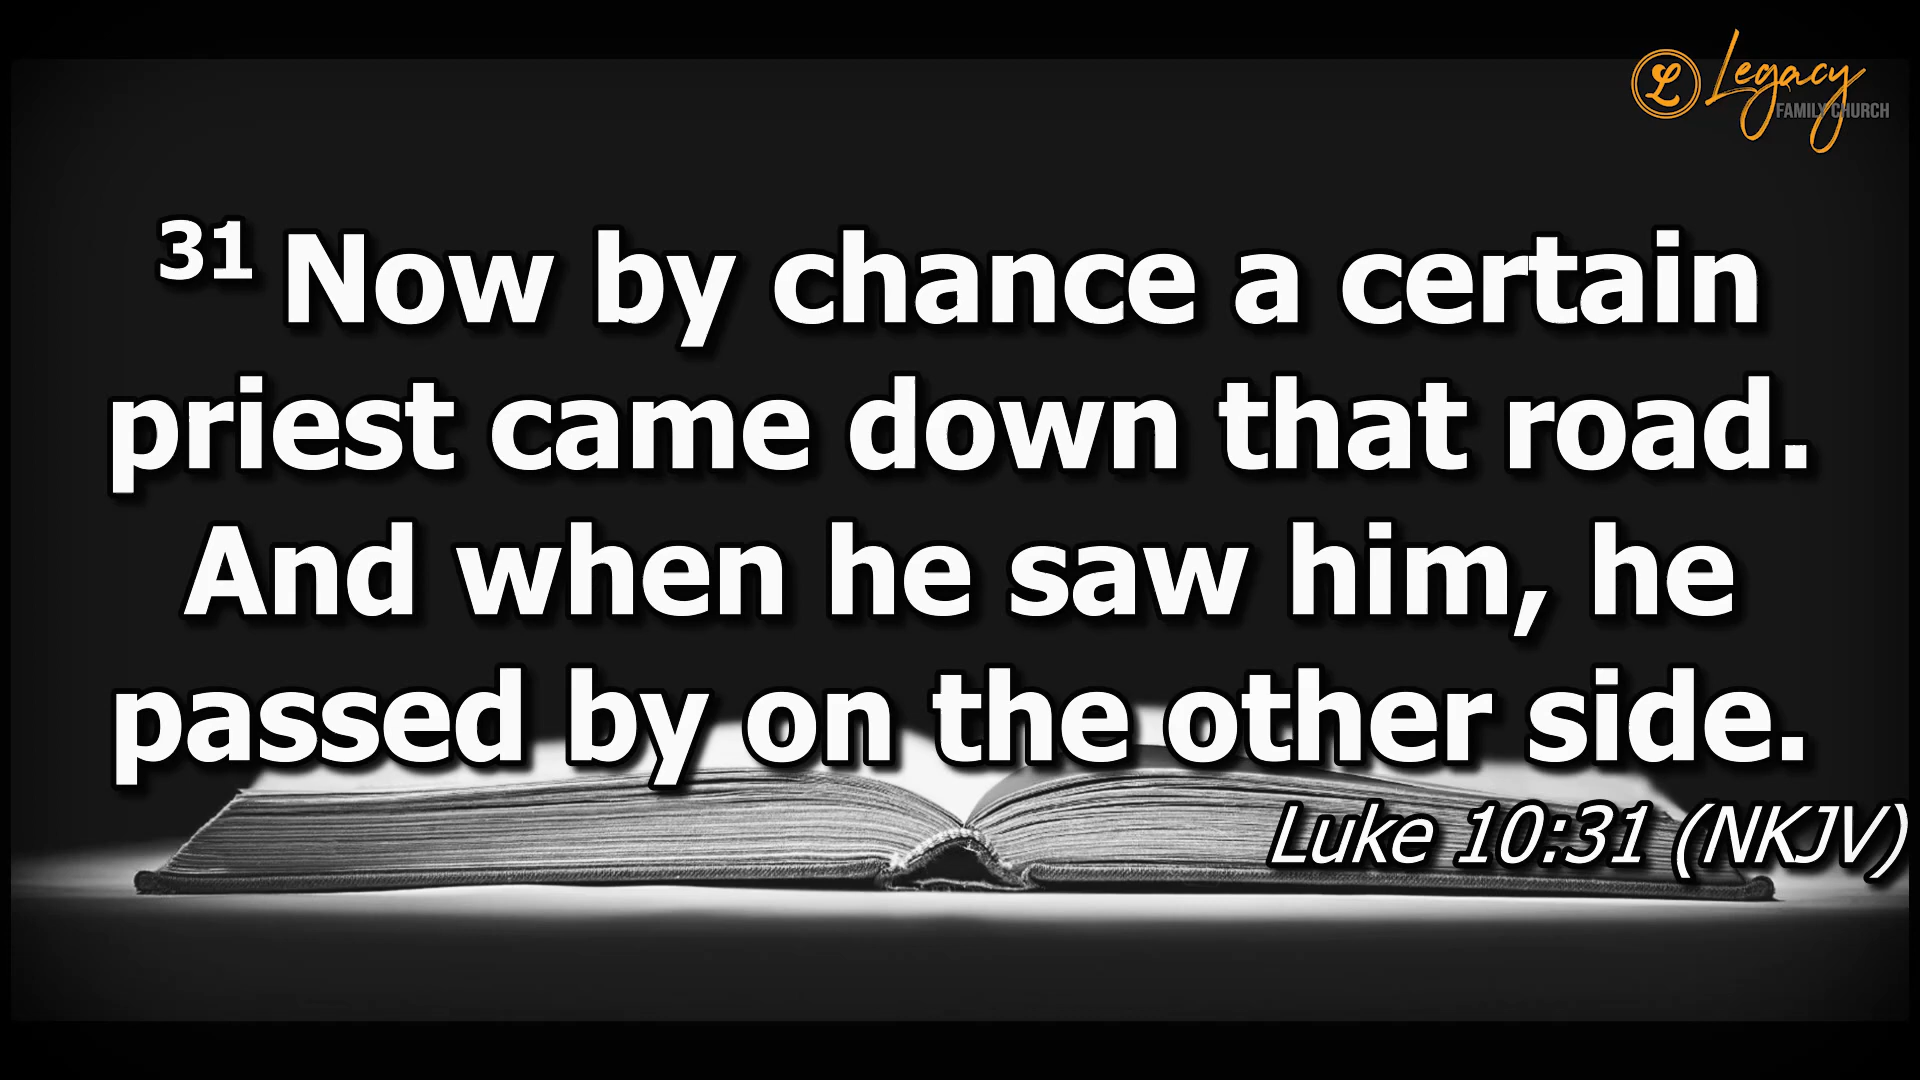 L Legacy
FAMILY CHURCH
31 Now by chance a certain
priest came down that road.
And when he saw him, he
passed by on the other side.
Luke 10:31 (NKJV)